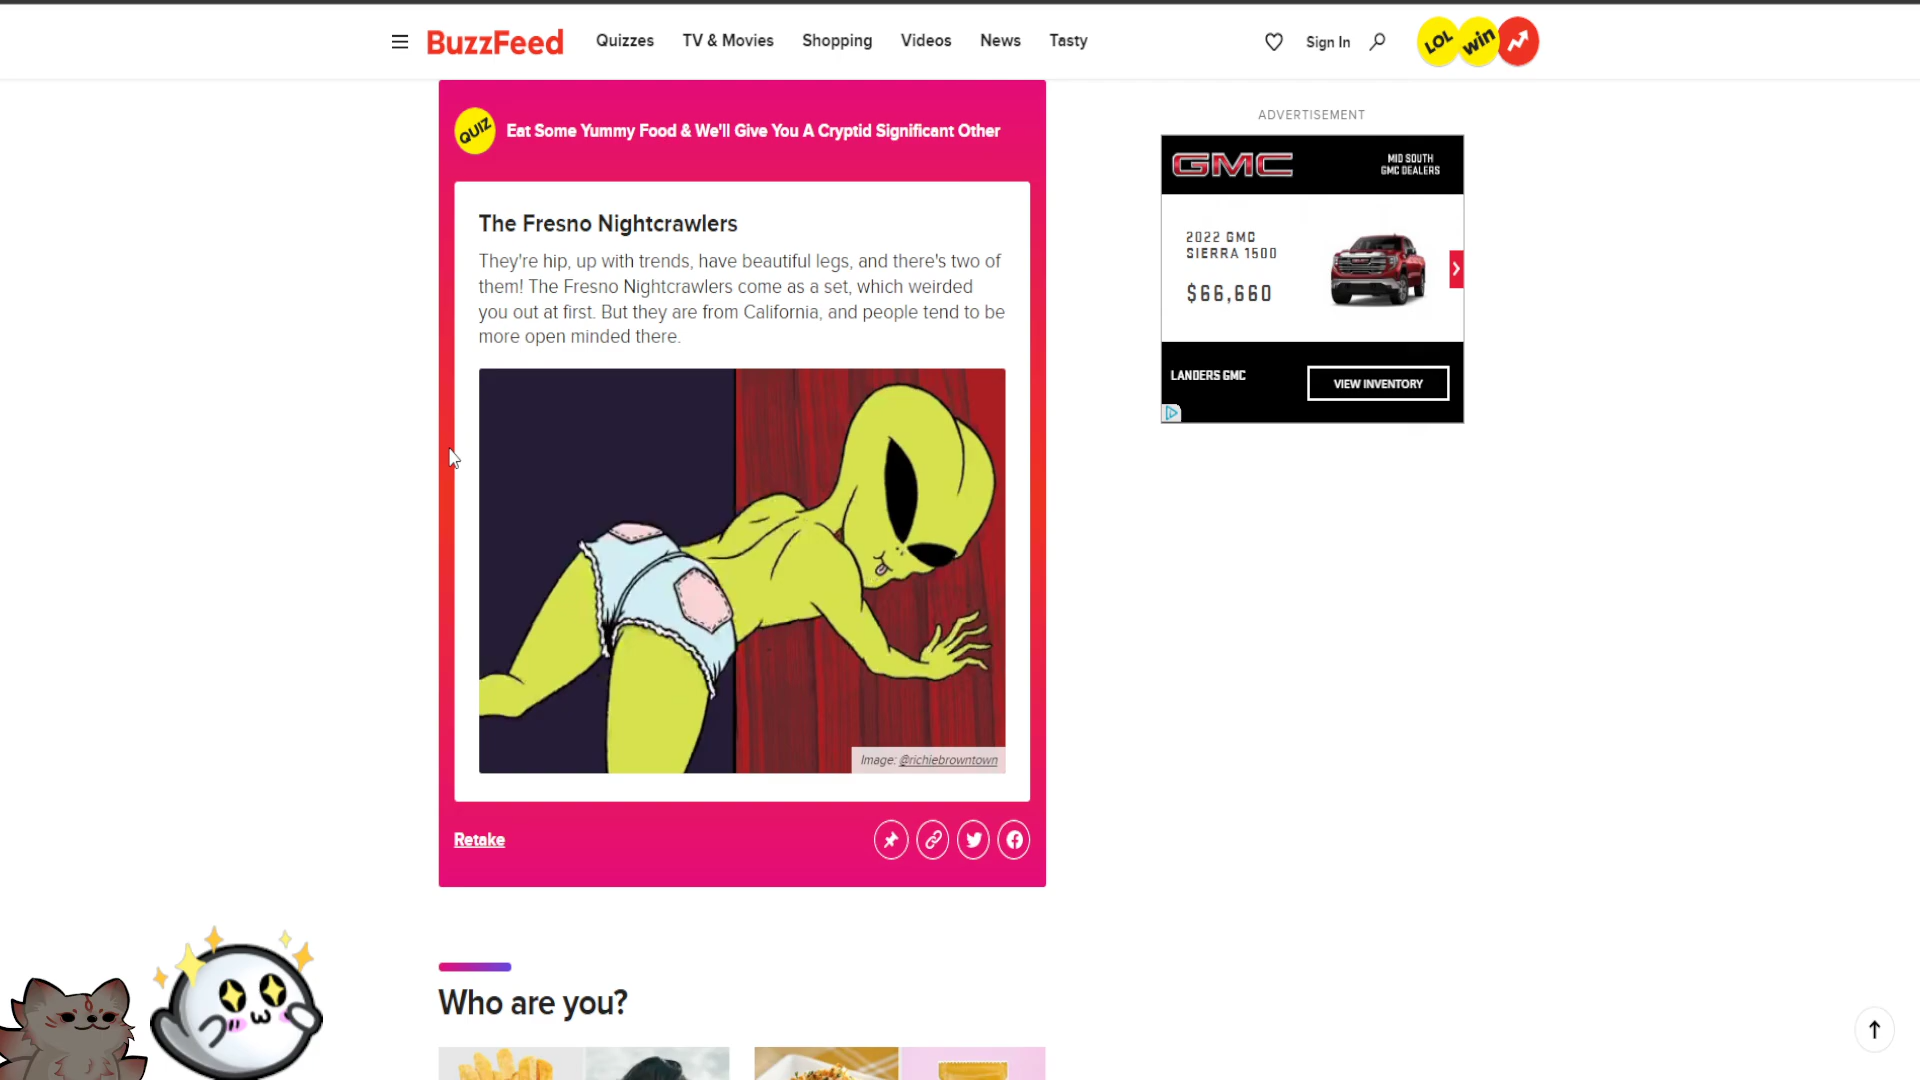 BuzzFeed
Quizzes TV & Movies Shopping Videos News Tasty
Sign In
LOL win
QUIZ
Eat Some Yummy Food & We'll Give You A Cryptid Significant Other
The Fresno Nightcrawlers
They're hip, up with trends, have beautiful legs, and there's two of
them! The Fresno Nightcrawlers come as a set, which weirded
you out at first. But they are from California, and people tend to be
more open minded there.
Image: @richiebrowntown
Retake
Who are you?
ADVERTISEMENT
GMC
MID SOUTH
GMC DEALERS
2022 GMC
SIERRA 1500
$66,660
LANDERS GMC
VIEW INVENTORY